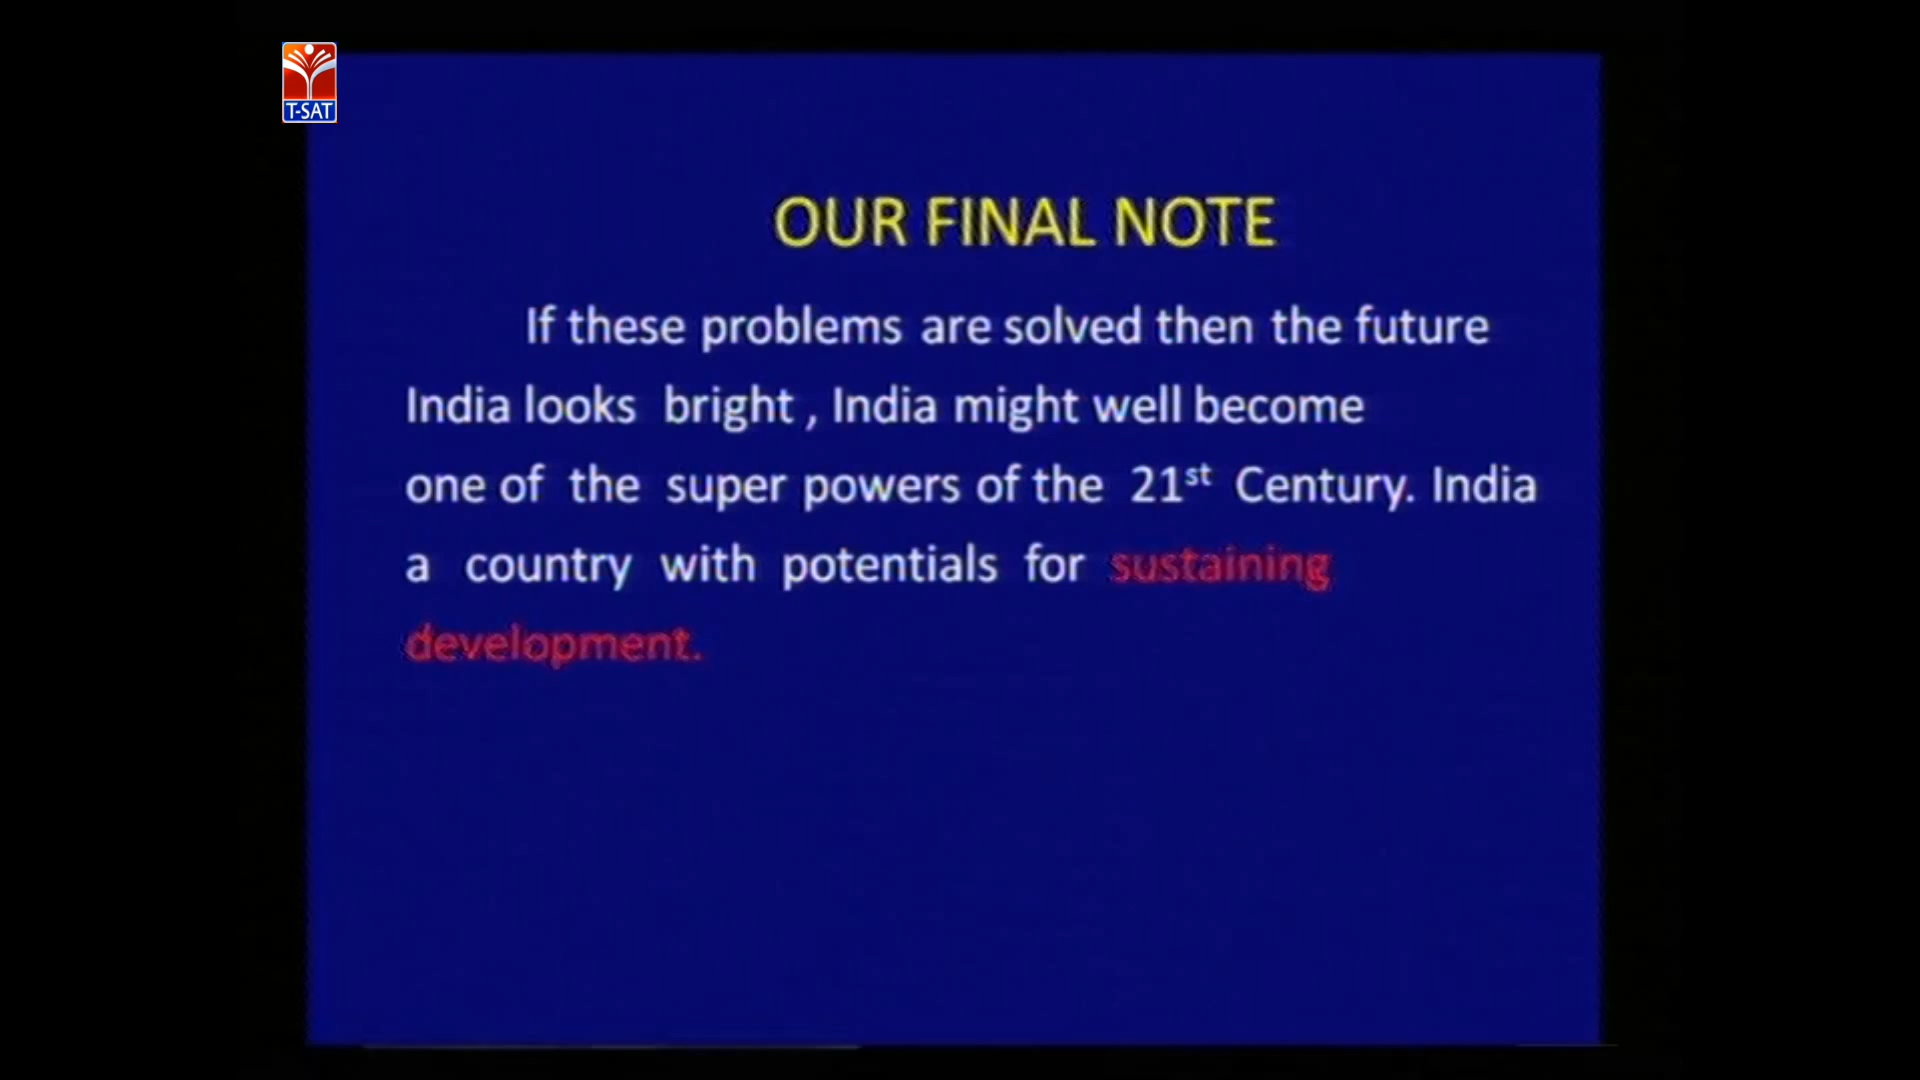 T-SAT
OUR FINAL NOTE
If these problems are solved then the future
India looks bright , India might well become
one of the super powers of the 21st Century. India
a country with potentials for sustaining
development.